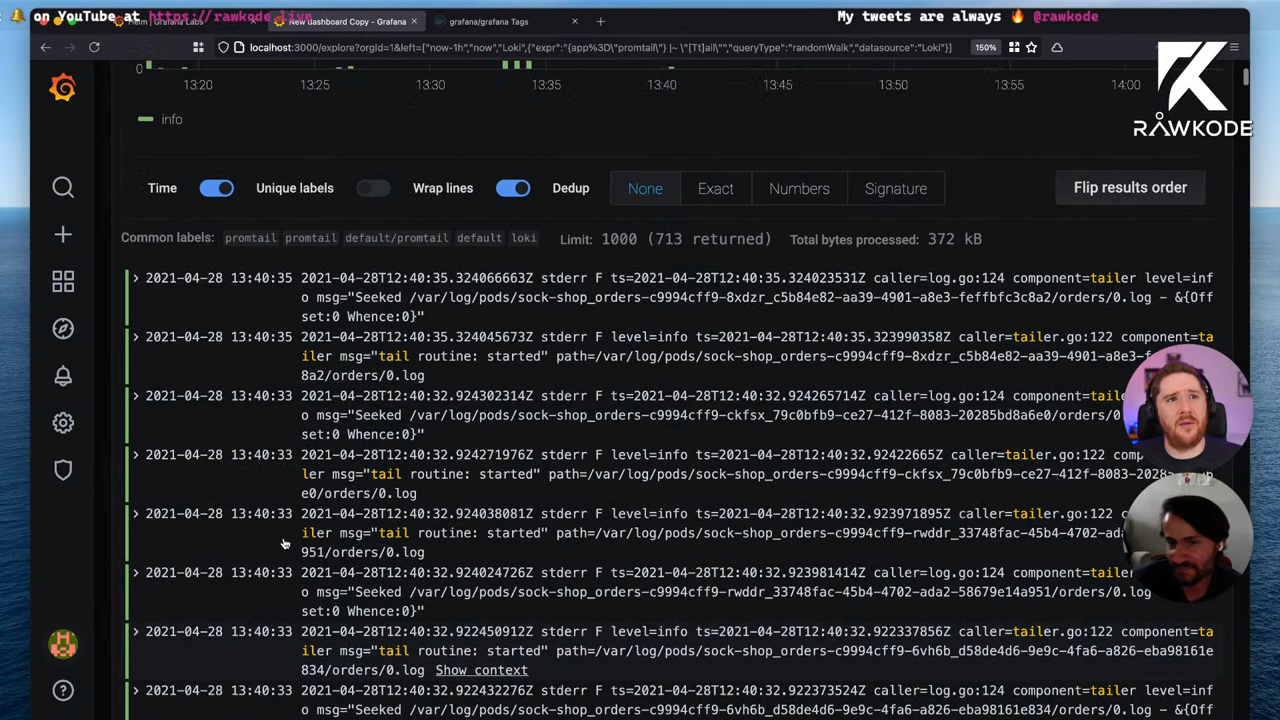 on YouTube at https://rawkode.live
My tweets are always 🔥 @rawkode
New dashboard Copy - Grafana
grafana/grafana Tags
localhost:3000/explore?orgId=1&left=["now-1h","now","Loki",{"expr":"{app%3D\"promtail\"} |~ \"[Tt]ail\"","queryType":"randomWalk","datasource":"Loki"}]
150%
RAWKODE
0
13:20
13:25
13:30
13:35
13:40
13:45
13:50
13:55
14:00
info
Time
Unique labels
Wrap lines
Dedup
None
Exact
Numbers
Signature
Flip results order
Common labels: promtail promtail default/promtail default loki Limit: 1000 (713 returned) Total bytes processed: 372 kB
2021-04-28 13:40:35 2021-04-28T12:40:35.324066663Z stderr F ts=2021-04-28T12:40:35.324023531Z caller=log.go:124 component=tailer level=inf
o msg="Seeked /var/log/pods/sock-shop_orders-c9994cff9-8xdzr_c5b84e82-aa39-4901-a8e3-feffbfc3c8a2/orders/0.log - &{Off
set:0 Whence:0}"
2021-04-28 13:40:35 2021-04-28T12:40:35.324045673Z stderr F level=info ts=2021-04-28T12:40:35.323990358Z caller=tailer.go:122 component=ta
iler msg="tail routine: started" path=/var/log/pods/sock-shop_orders-c9994cff9-8xdzr_c5b84e82-aa39-4901-a8e3-f
8a2/orders/0.log
2021-04-28 13:40:33 2021-04-28T12:40:32.924302314Z stderr F ts=2021-04-28T12:40:32.924265714Z caller=log.go:124 component=tailer level=inf
o msg="Seeked /var/log/pods/sock-shop_orders-c9994cff9-ckfsx_79c0bfb9-ce27-412f-8083-20285bd8a6e0/orders/0
set:0 Whence:0}"
2021-04-28 13:40:33 2021-04-28T12:40:32.924271976Z stderr F level=info ts=2021-04-28T12:40:32.92422665Z caller=tailer.go:122 comp
ler msg="tail routine: started" path=/var/log/pods/sock-shop_orders-c9994cff9-ckfsx_79c0bfb9-ce27-412f-8083-2028
e0/orders/0.log
2021-04-28 13:40:33 2021-04-28T12:40:32.924038081Z stderr F level=info ts=2021-04-28T12:40:32.923971895Z caller=tailer.go:122 c
iler msg="tail routine: started" path=/var/log/pods/sock-shop_orders-c9994cff9-rwddr_33748fac-45b4-4702-ada
951/orders/0.log
2021-04-28 13:40:33 2021-04-28T12:40:32.924024726Z stderr F ts=2021-04-28T12:40:32.923981414Z caller=log.go:124 component=tailer
o msg="Seeked /var/log/pods/sock-shop_orders-c9994cff9-rwddr_33748fac-45b4-4702-ada2-58679e14a951/orders/0.log
set:0 Whence:0}"
2021-04-28 13:40:33 2021-04-28T12:40:32.922450912Z stderr F level=info ts=2021-04-28T12:40:32.922337856Z caller=tailer.go:122 component=ta
iler msg="tail routine: started" path=/var/log/pods/sock-shop_orders-c9994cff9-6vh6b_d58de4d6-9e9c-4fa6-a826-eba98161e
834/orders/0.log Show context
2021-04-28 13:40:33 2021-04-28T12:40:32.922432276Z stderr F ts=2021-04-28T12:40:32.922393524Z caller=log.go:124 component=tailer level=inf
o msg="Seeked /var/log/pods/sock-shop_orders-c9994cff9-6vh6b_d58de4d6-9e9c-4fa6-a826-eba98161e834/orders/0.log